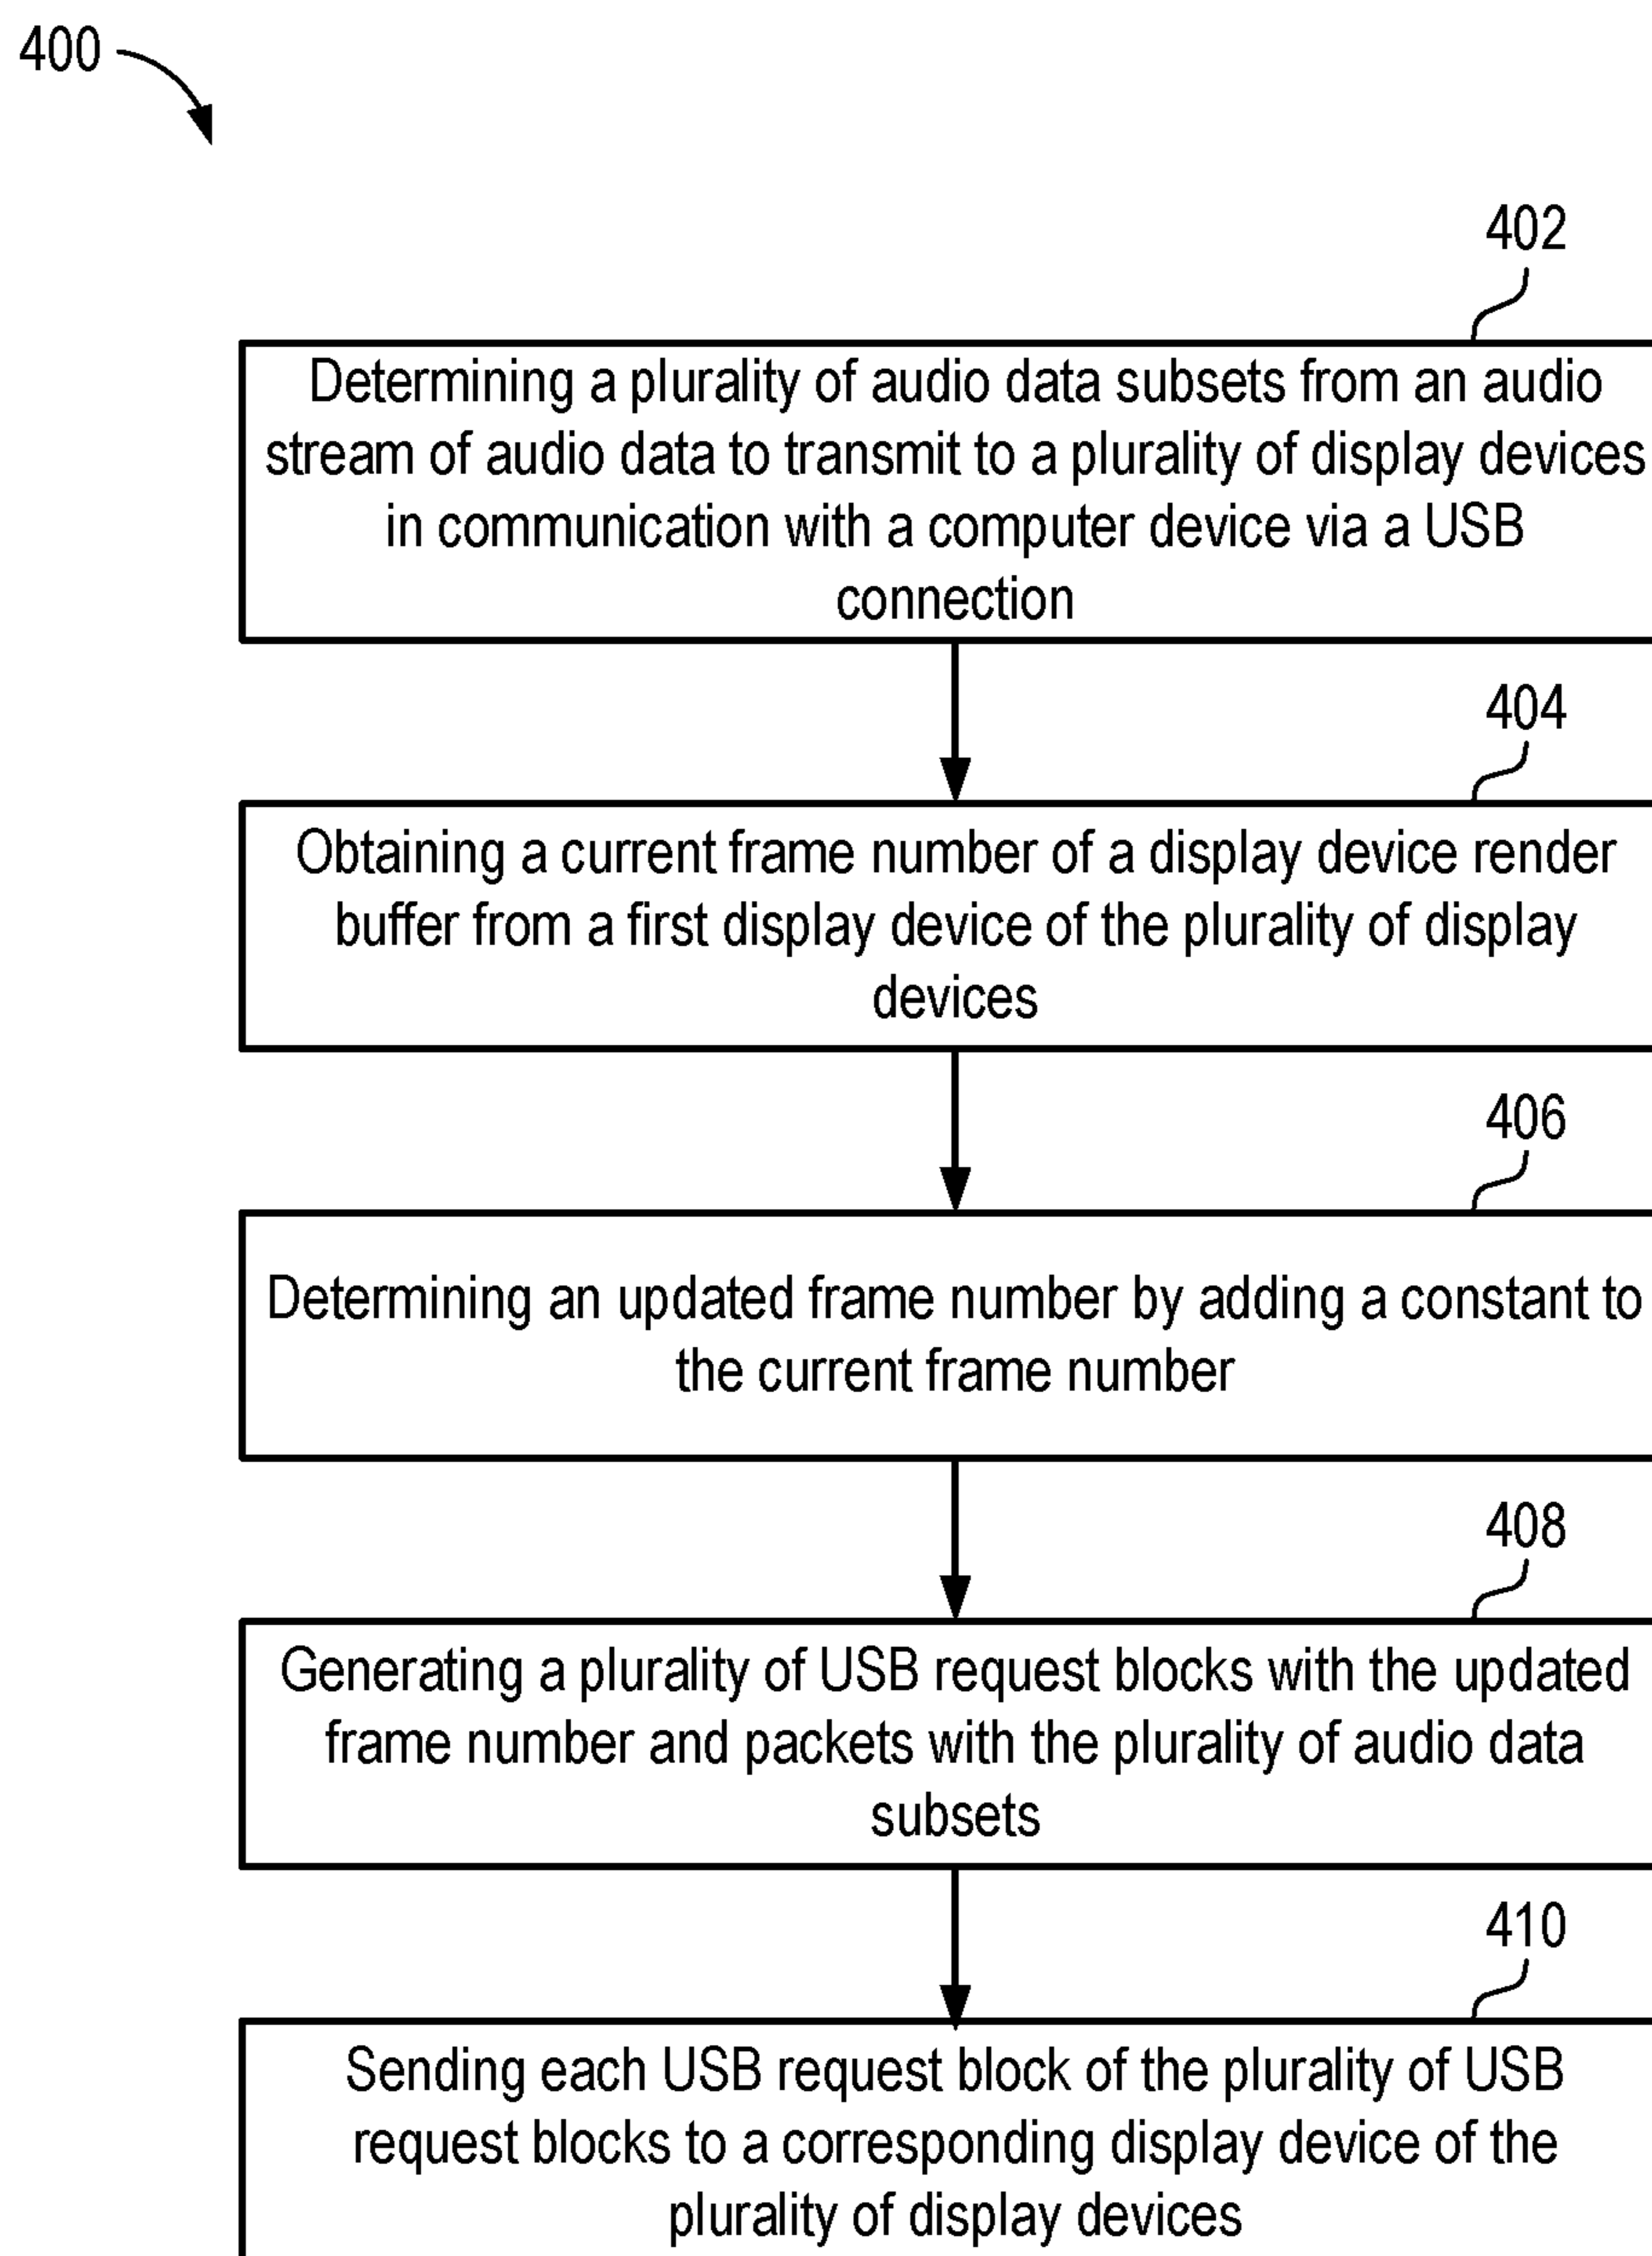 400
402
Determining a plurality of audio data subsets from an audio
stream of audio data to transmit to a plurality of display devices
in communication with a computer device via a USB
connection
404
Obtaining a current frame number of a display device render
buffer from a first display device of the plurality of display
devices
406
Determining an updated frame number by adding a constant to
the current frame number
408
Generating a plurality of USB request blocks with the updated
frame number and packets with the plurality of audio data
subsets
410
Sending each USB request block of the plurality of USB
request blocks to a corresponding display device of the
plurality of display devices